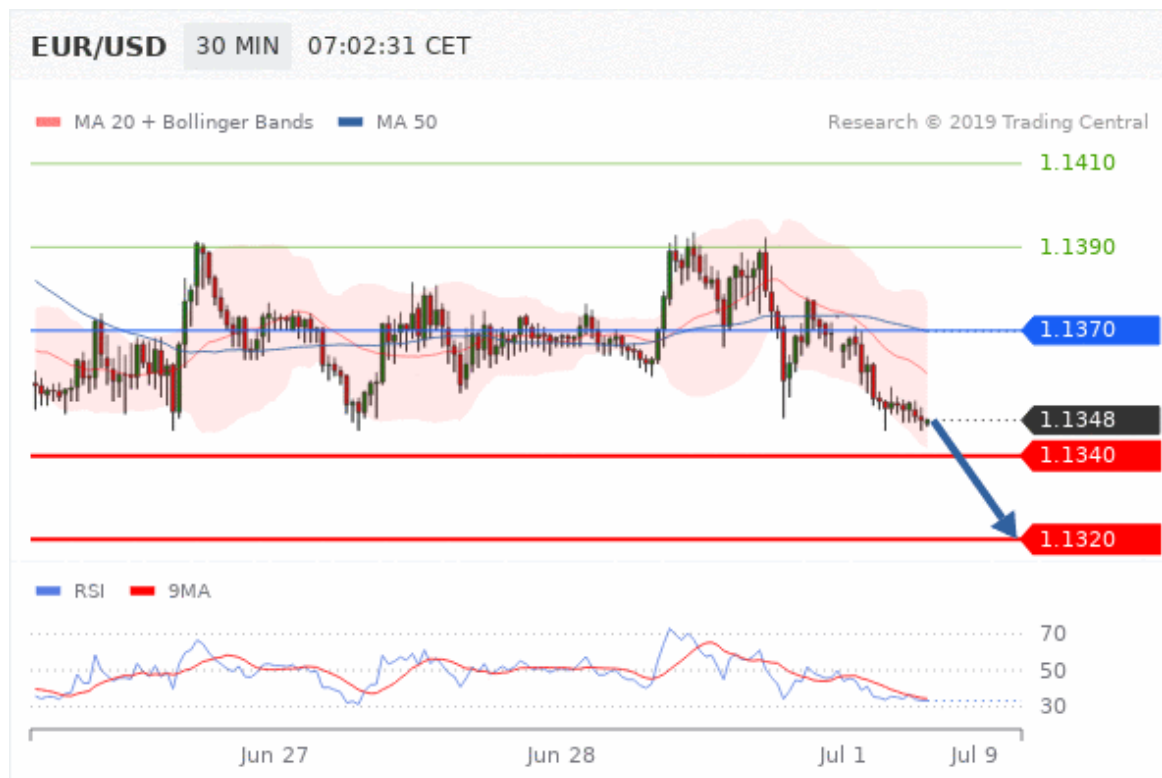 EUR/USD 30 MIN 07:02:31 CET
MA 20 + Bollinger Bands MA 50 Research © 2019 Trading Central
1.1410
1.1390
1.1370
1.1348
1.1340
1.1320
RSI 9MA
70
50
30
Jun 27 Jun 28 Jul 1 Jul 9